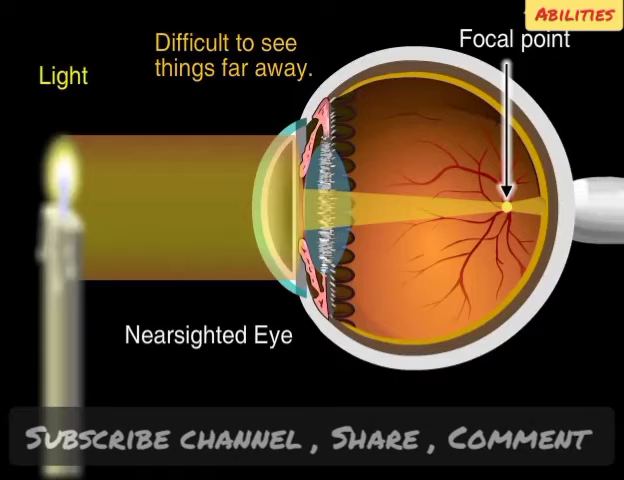 Abilities
Focal point
Difficult to see
things far away.
Light
Nearsighted Eye
Subscribe channel , Share , Comment